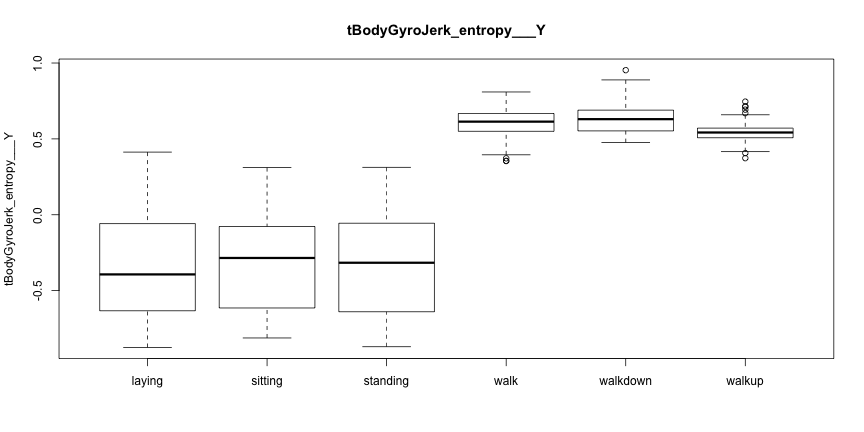 tBodyGyroJerk_entropy___Y
tBodyGyroJerk_entropy___Y
1.0
0.5
0.0
-0.5
laying sitting standing walk walkdown walkup